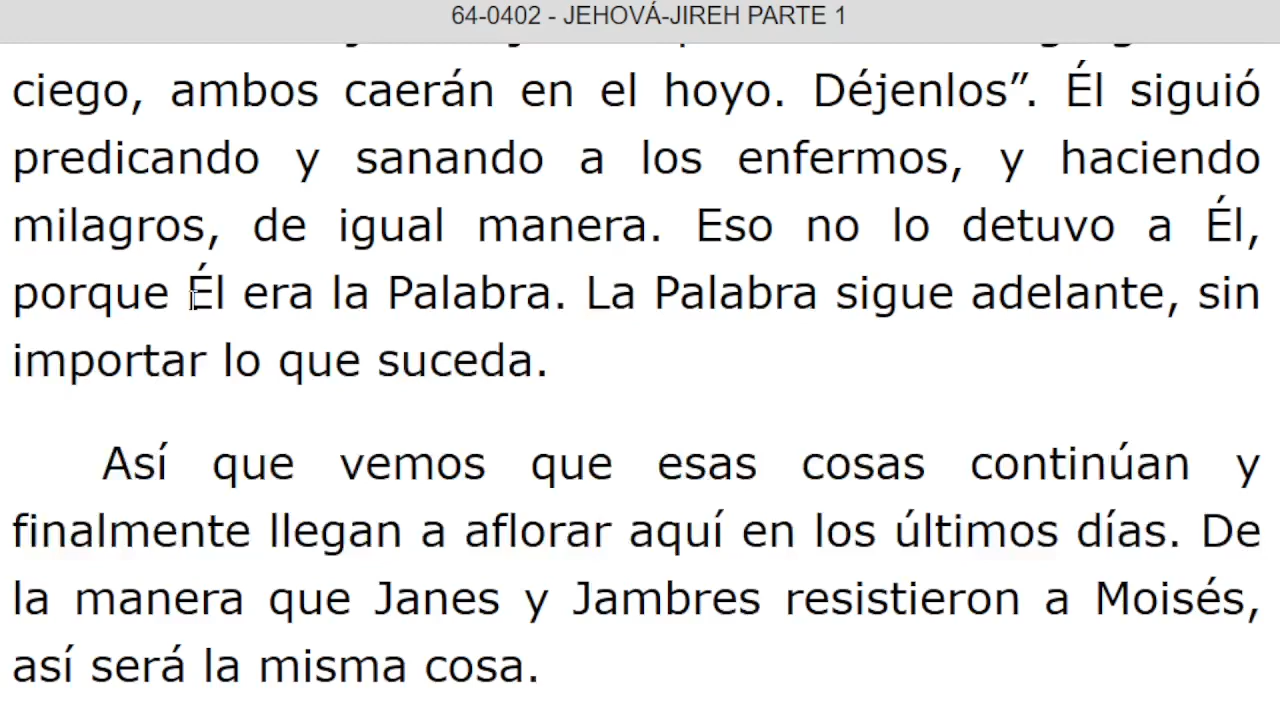 64-0402 - JEHOVÁ-JIREH PARTE 1
ciego, ambos caerán en el hoyo. Déjenlos”. Él siguió
predicando y sanando a los enfermos, y haciendo
milagros, de igual manera. Eso no lo detuvo a Él,
porque Él era la Palabra. La Palabra sigue adelante, sin
importar lo que suceda.
Así que vemos que esas cosas continúan y
finalmente llegan a aflorar aquí en los últimos días. De
la manera que Janes y Jambres resistieron a Moisés,
así será la misma cosa.